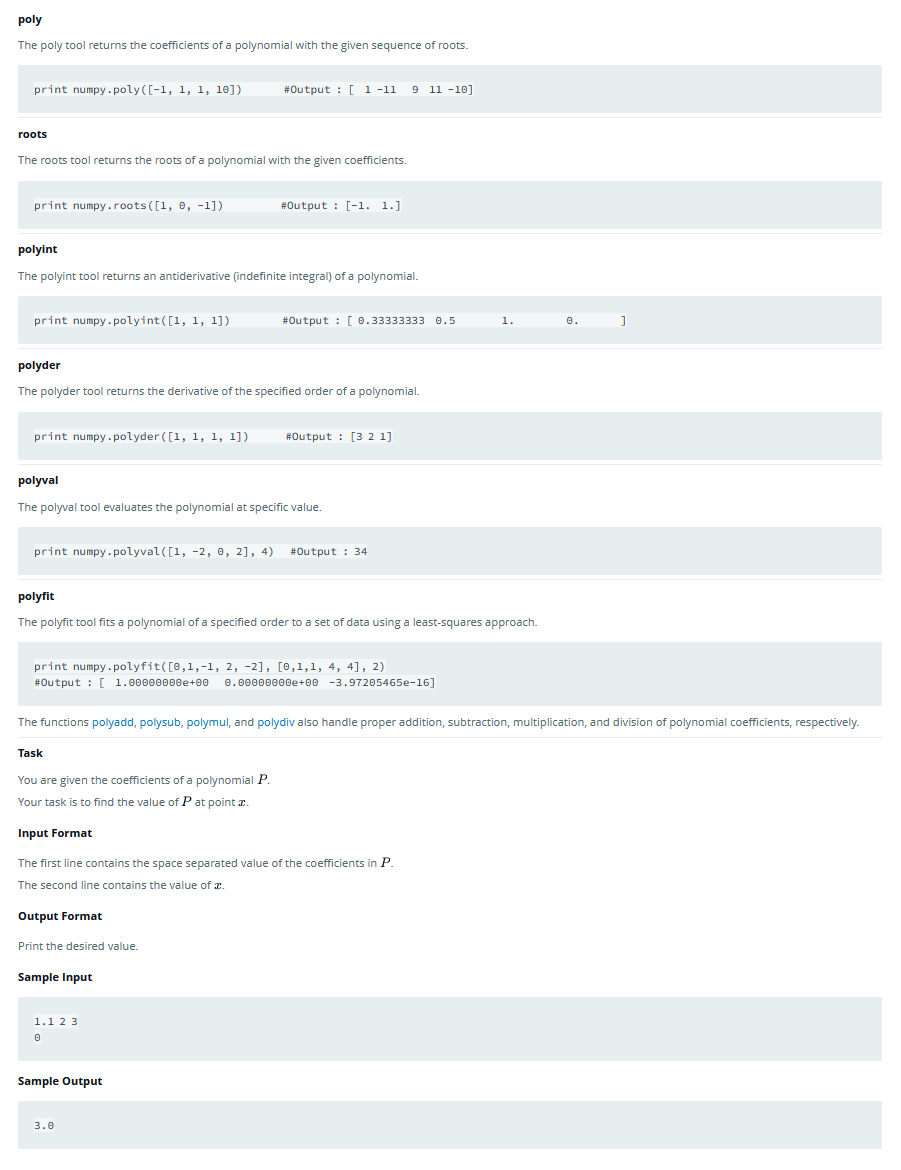 poly
The poly tool returns the coefficients of a polynomial with the given sequence of roots.
print numpy.poly([-1, 1, 1, 10])      #Output : [  1 -11   9  11 -10]
roots
The roots tool returns the roots of a polynomial with the given coefficients.
print numpy.roots([1, 0, -1])        #Output : [-1.  1.]
polyint
The polyint tool returns an antiderivative (indefinite integral) of a polynomial.
print numpy.polyint([1, 1, 1])       #Output : [ 0.33333333  0.5      1.       0.      ]
polyder
The polyder tool returns the derivative of the specified order of a polynomial.
print numpy.polyder([1, 1, 1, 1])     #Output : [3 2 1]
polyval
The polyval tool evaluates the polynomial at specific value.
print numpy.polyval([1, -2, 0, 2], 4)  #Output : 34
polyfit
The polyfit tool fits a polynomial of a specified order to a set of data using a least-squares approach.
print numpy.polyfit([0,1,-1, 2, -2], [0,1,1, 4, 4], 2)
#Output : [  1.00000000e+00   0.00000000e+00  -3.97205465e-16]
The functions polyadd, polysub, polymul, and polydiv also handle proper addition, subtraction, multiplication, and division of polynomial coefficients, respectively.
Task
You are given the coefficients of a polynomial P.
Your task is to find the value of P at point x.
Input Format
The first line contains the space separated value of the coefficients in P.
The second line contains the value of x.
Output Format
Print the desired value.
Sample Input
1.1 2 3
0
Sample Output
3.0